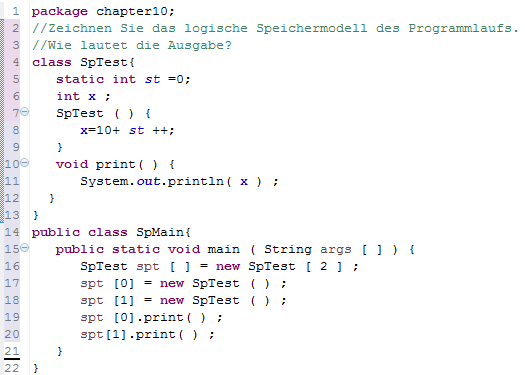 1 package chapter10;
2 //Zeichnen Sie das logische Speichermodell des Programmlaufs.
3 //Wie lautet die Ausgabe?
4 class SpTest{
5 static int st =0;
6 int x ;
7 SpTest ( ) {
8 x=10+ st ++;
9 }
10 void print( ) {
11 System.out.println( x ) ;
12 }
13 }
14 public class SpMain{
15 public static void main ( String args [ ] ) {
16 SpTest spt [ ] = new SpTest [ 2 ] ;
17 spt [0] = new SpTest ( ) ;
18 spt [1] = new SpTest ( ) ;
19 spt [0].print( ) ;
20 spt[1].print( ) ;
21 }
22 }